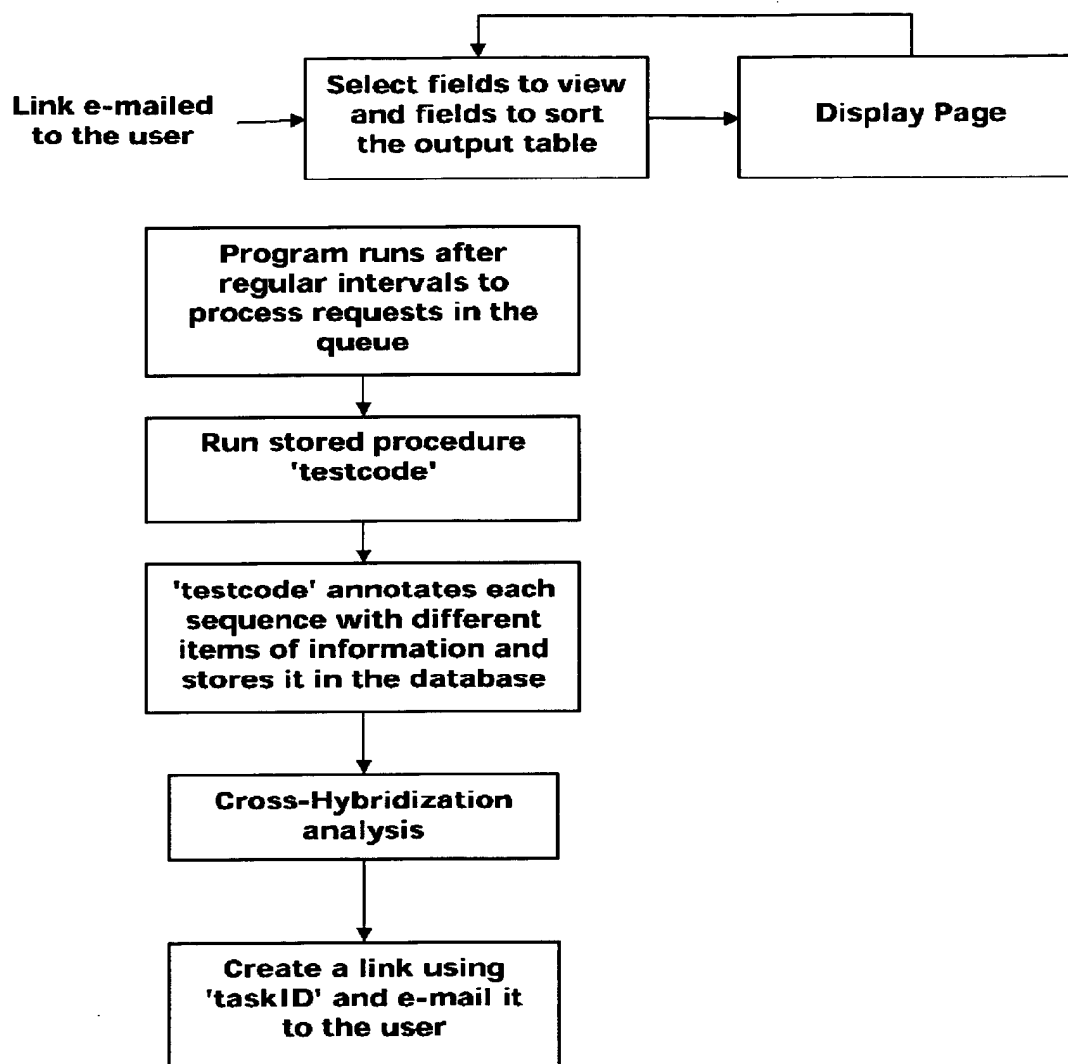 Link e-mailed
to the user
Select fields to view
and fields to sort
the output table
Display Page
Program runs after
regular intervals to
process requests in the
queue
Run stored procedure
'testcode'
'testcode' annotates each
sequence with different
items of information and
stores it in the database
Cross-Hybridization
analysis
Create a link using
'taskID' and e-mail it
to the user